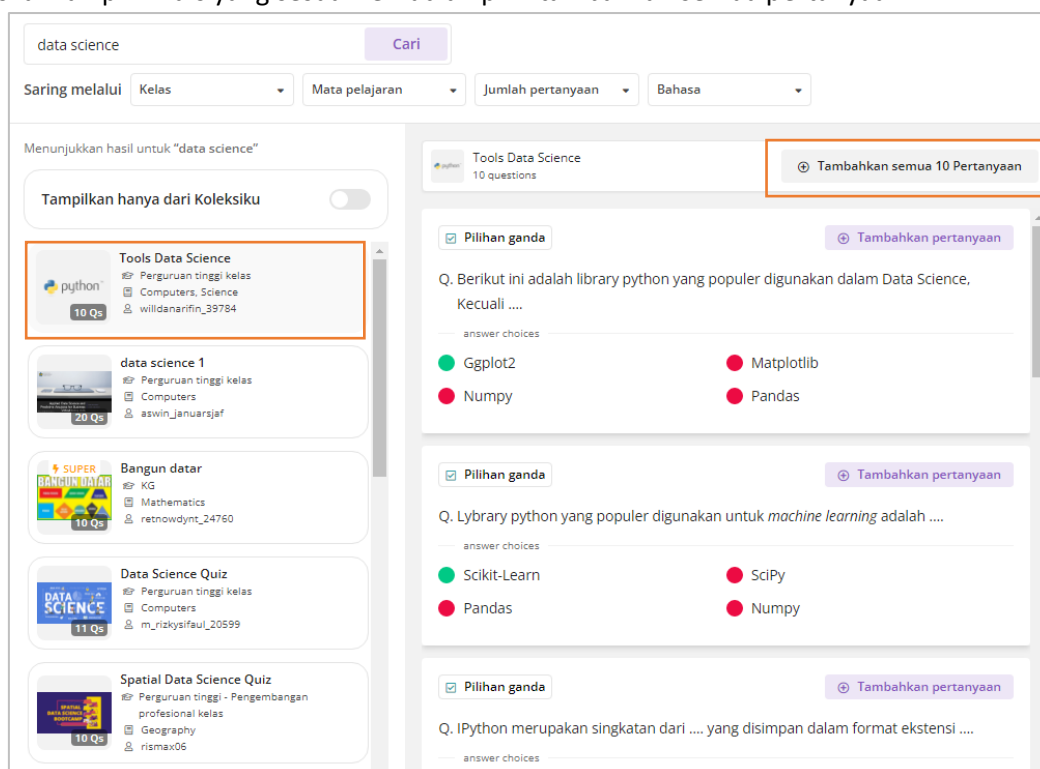 data science
Cari
Saring melalui
Kelas
Mata pelajaran
Jumlah pertanyaan
Bahasa
Menunjukkan hasil untuk “data science”
Tampilkan hanya dari Koleksiku
python
10 Qs
Tools Data Science
Perguruan tinggi kelas
Computers, Science
willdanarifin_39784
20 Qs
data science 1
Perguruan tinggi kelas
Computers
aswin_januarsjaf
SUPER
BANGUN DATAR
10 Qs
Bangun datar
KG
Mathematics
retnowdynt_24760
DATA
SCIENCE
11 Qs
Data Science Quiz
Perguruan tinggi kelas
Computers
m_rizkysifaul_20599
SPATIAL
DATA SCIENCE
BOOTCAMP
10 Qs
Spatial Data Science Quiz
Perguruan tinggi - Pengembangan
profesional kelas
Geography
rismax06
python
Tools Data Science
10 questions
Tambahkan semua 10 Pertanyaan
Pilihan ganda
Tambahkan pertanyaan
Q. Berikut ini adalah library python yang populer digunakan dalam Data Science,
Kecuali ....
answer choices
Ggplot2
Matplotlib
Numpy
Pandas
Pilihan ganda
Tambahkan pertanyaan
Q. Lybrary python yang populer digunakan untuk machine learning adalah ....
answer choices
Scikit-Learn
SciPy
Pandas
Numpy
Pilihan ganda
Tambahkan pertanyaan
Q. IPython merupakan singkatan dari .... yang disimpan dalam format ekstensi ....
answer choices